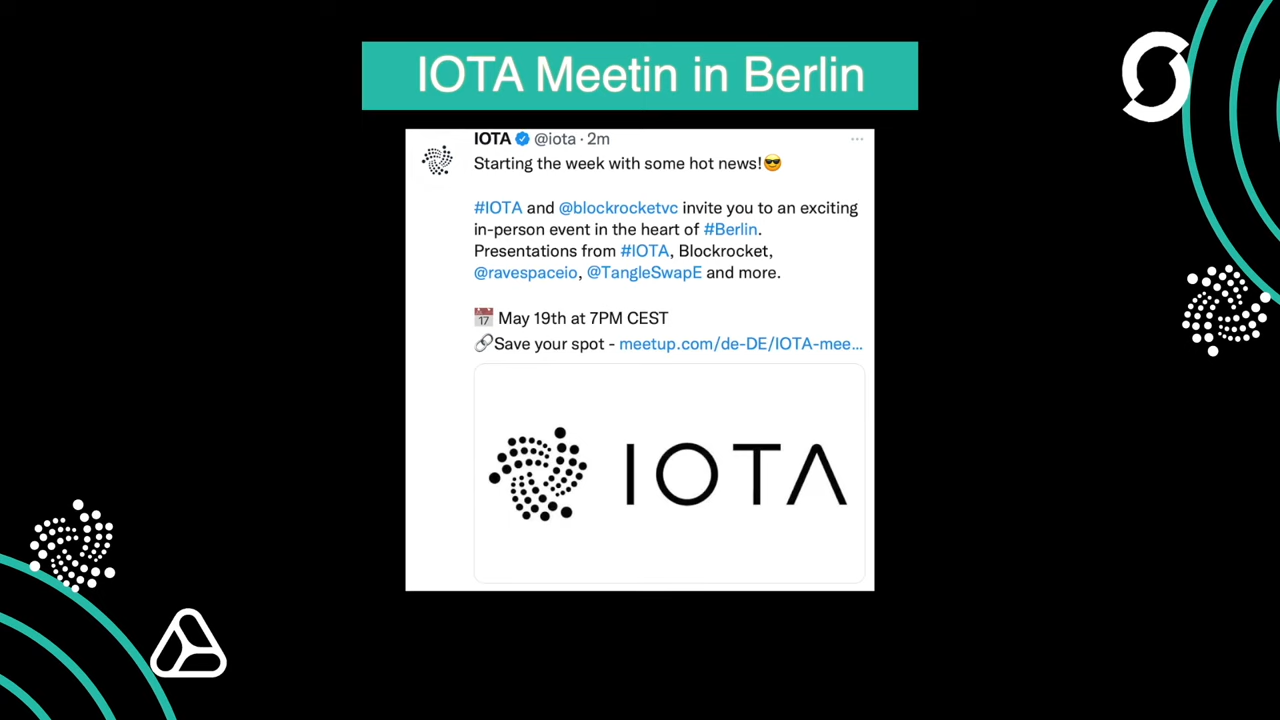 IOTA Meetin in Berlin
IOTA @iota · 2m
Starting the week with some hot news!😎
#IOTA and @blockrocketvc invite you to an exciting
in-person event in the heart of #Berlin.
Presentations from #IOTA, Blockrocket,
@ravespaceio, @TangleSwapE and more.
📅 May 19th at 7PM CEST
🔗Save your spot - meetup.com/de-DE/IOTA-mee…
IOTA